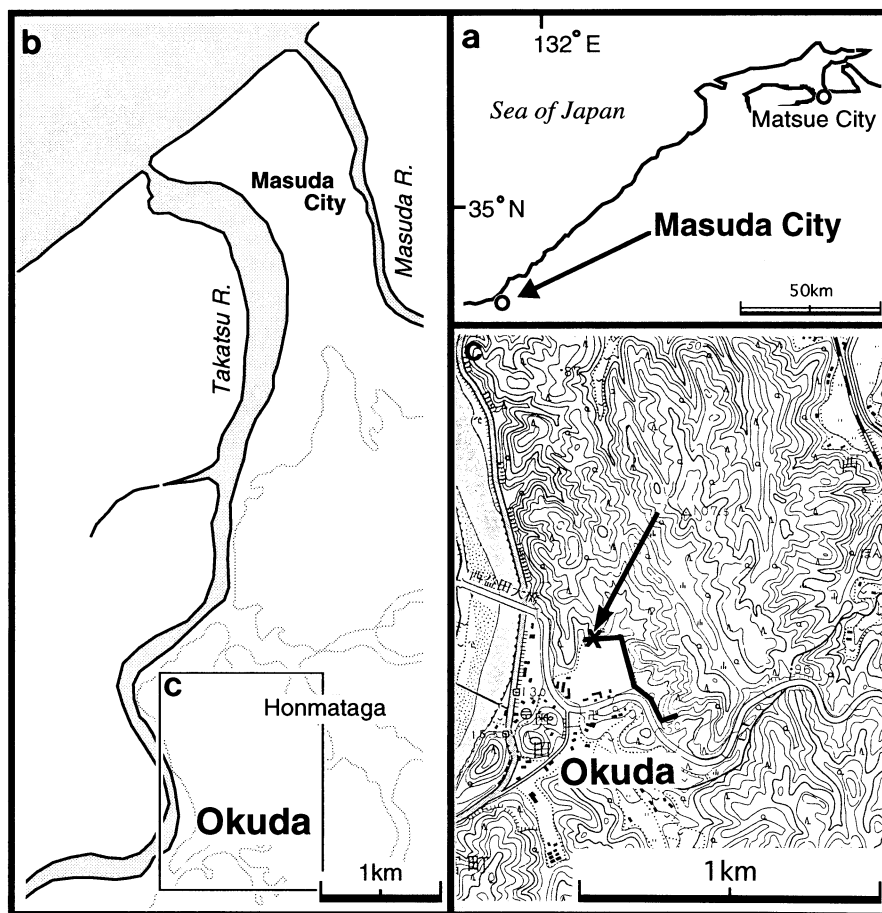 b
Masuda
City
Masuda R.
Takatsu R.
c
Honmataga
Okuda
1km
a
132° E
Sea of Japan
Matsue City
35° N
Masuda City
50km
c
Okuda
1km